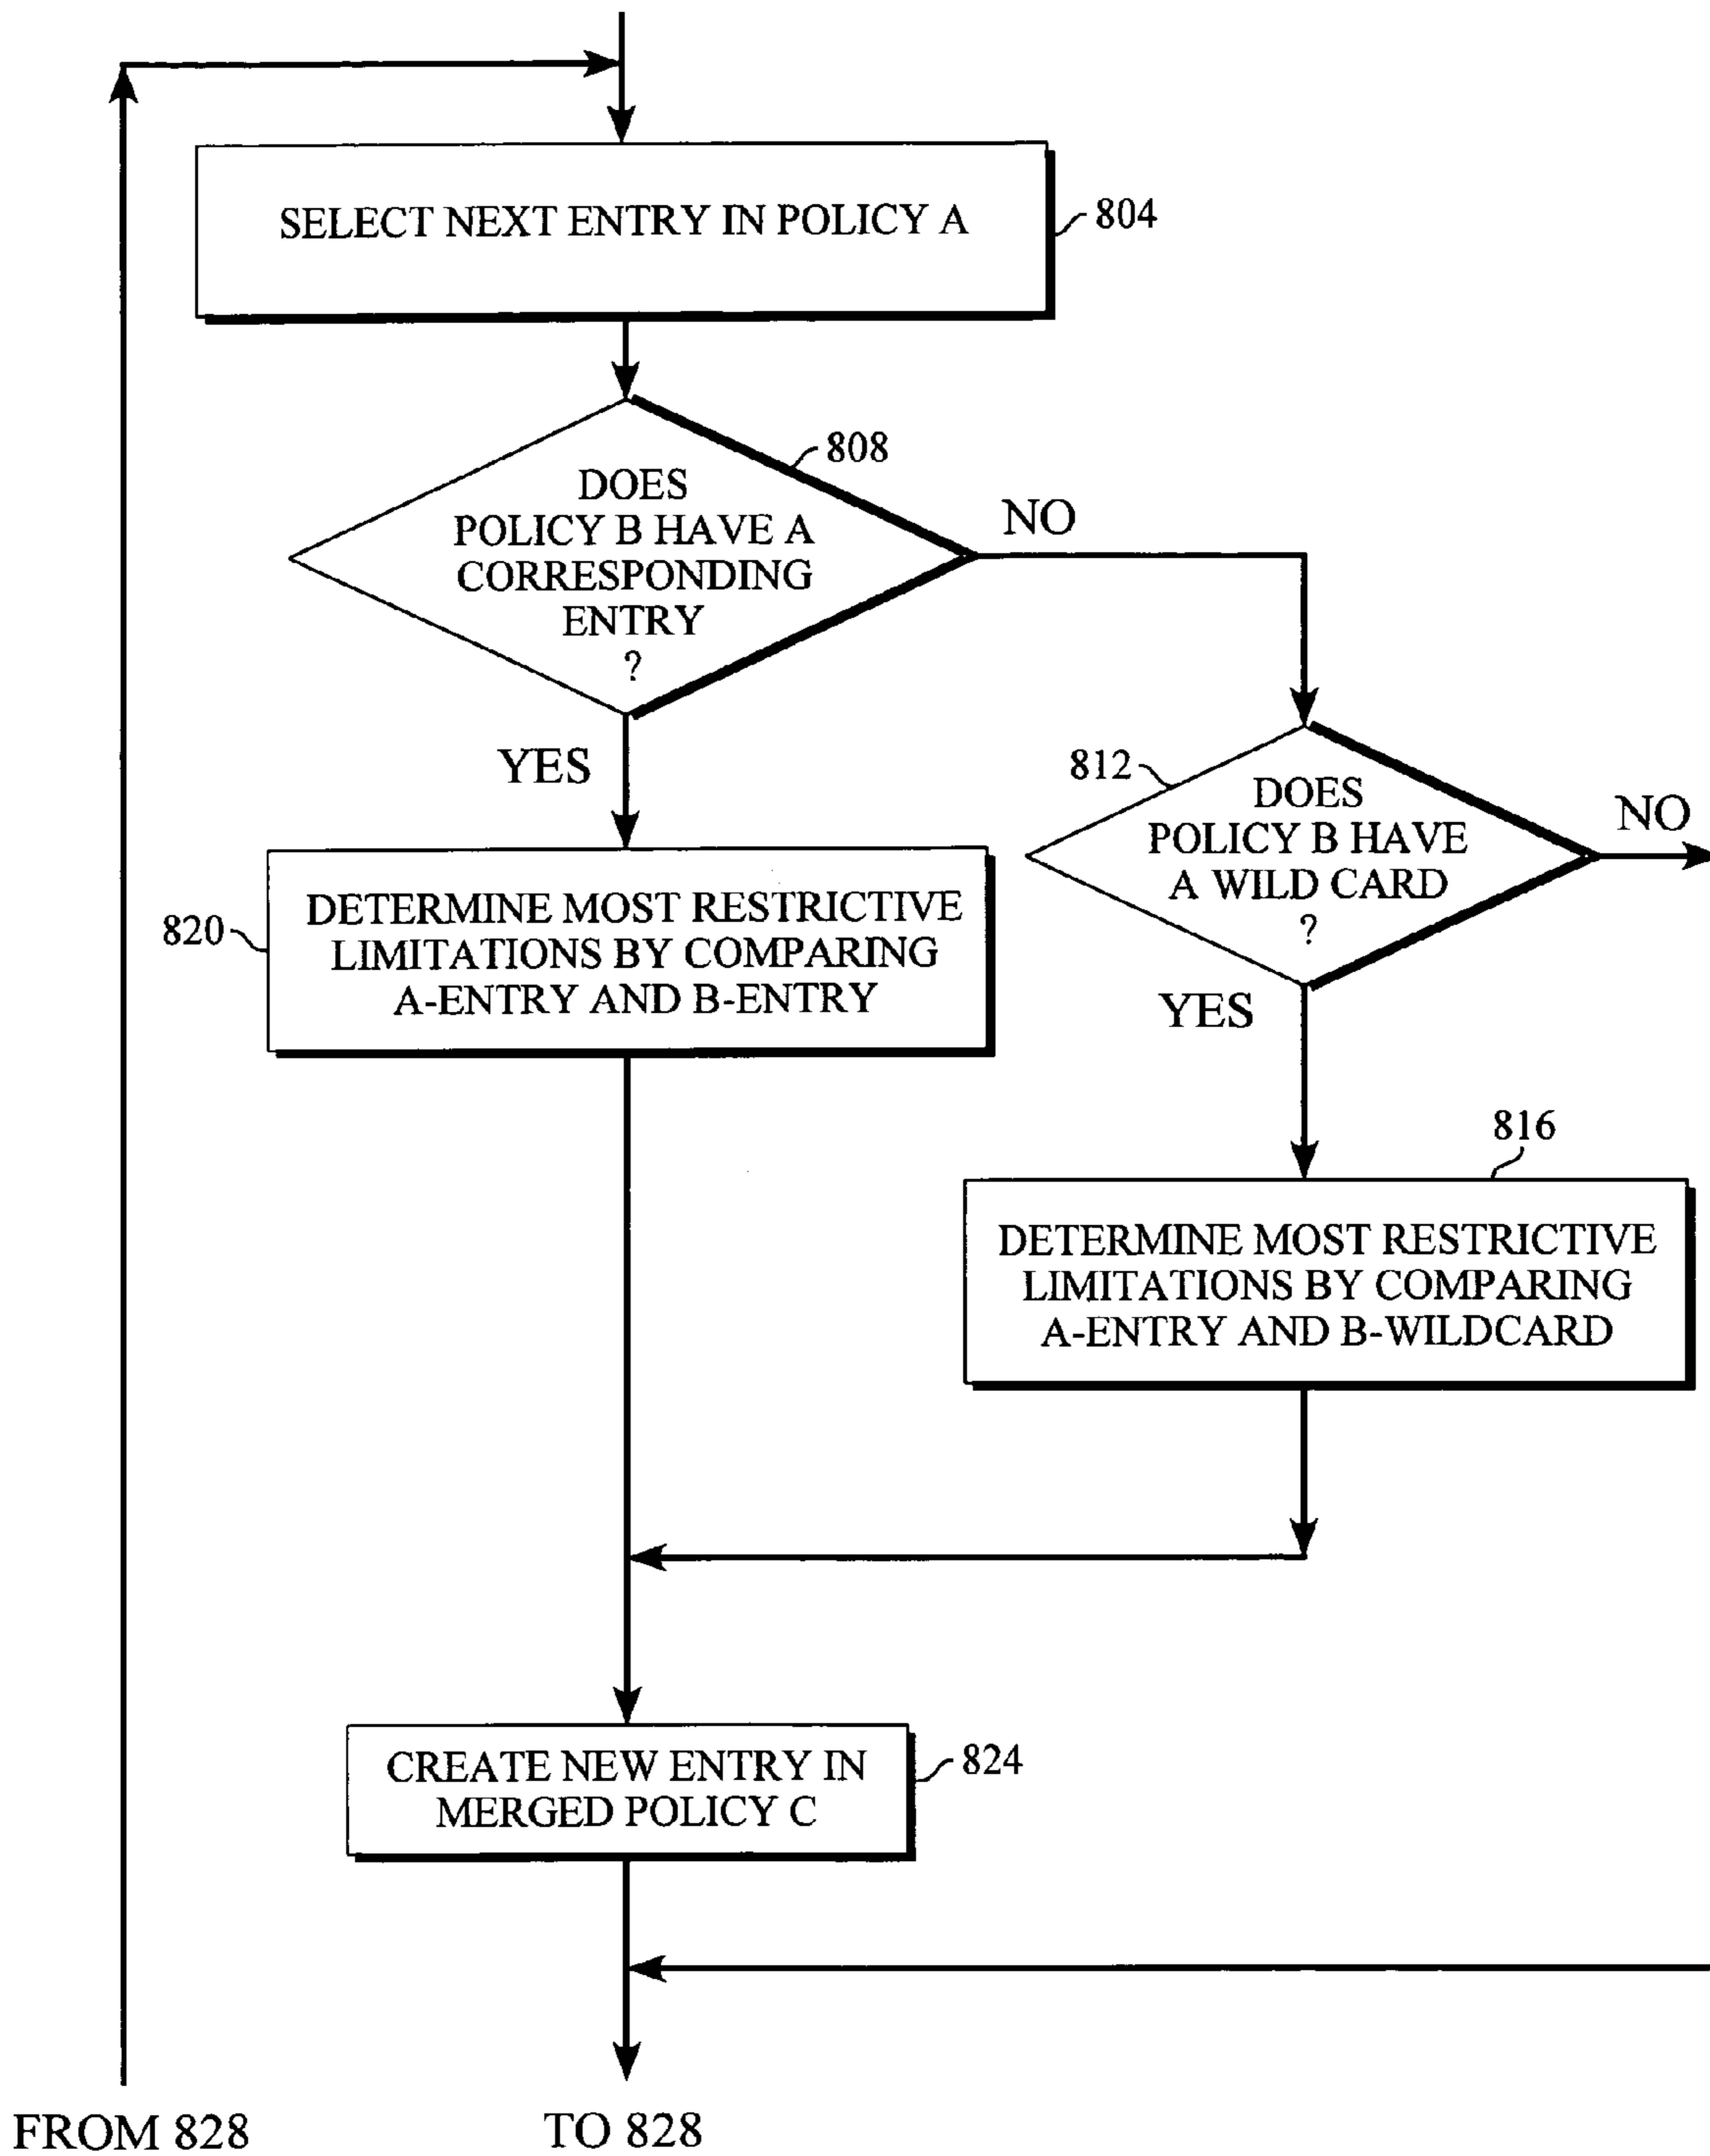 SELECT NEXT ENTRY IN POLICY A
804
808
DOES
POLICY B HAVE A
CORRESPONDING
ENTRY
?
NO
YES
812
DOES
POLICY B HAVE
A WILD CARD
?
NO
YES
820
DETERMINE MOST RESTRICTIVE
LIMITATIONS BY COMPARING
A-ENTRY AND B-ENTRY
816
DETERMINE MOST RESTRICTIVE
LIMITATIONS BY COMPARING
A-ENTRY AND B-WILDCARD
CREATE NEW ENTRY IN
MERGED POLICY C
824
FROM 828
TO 828